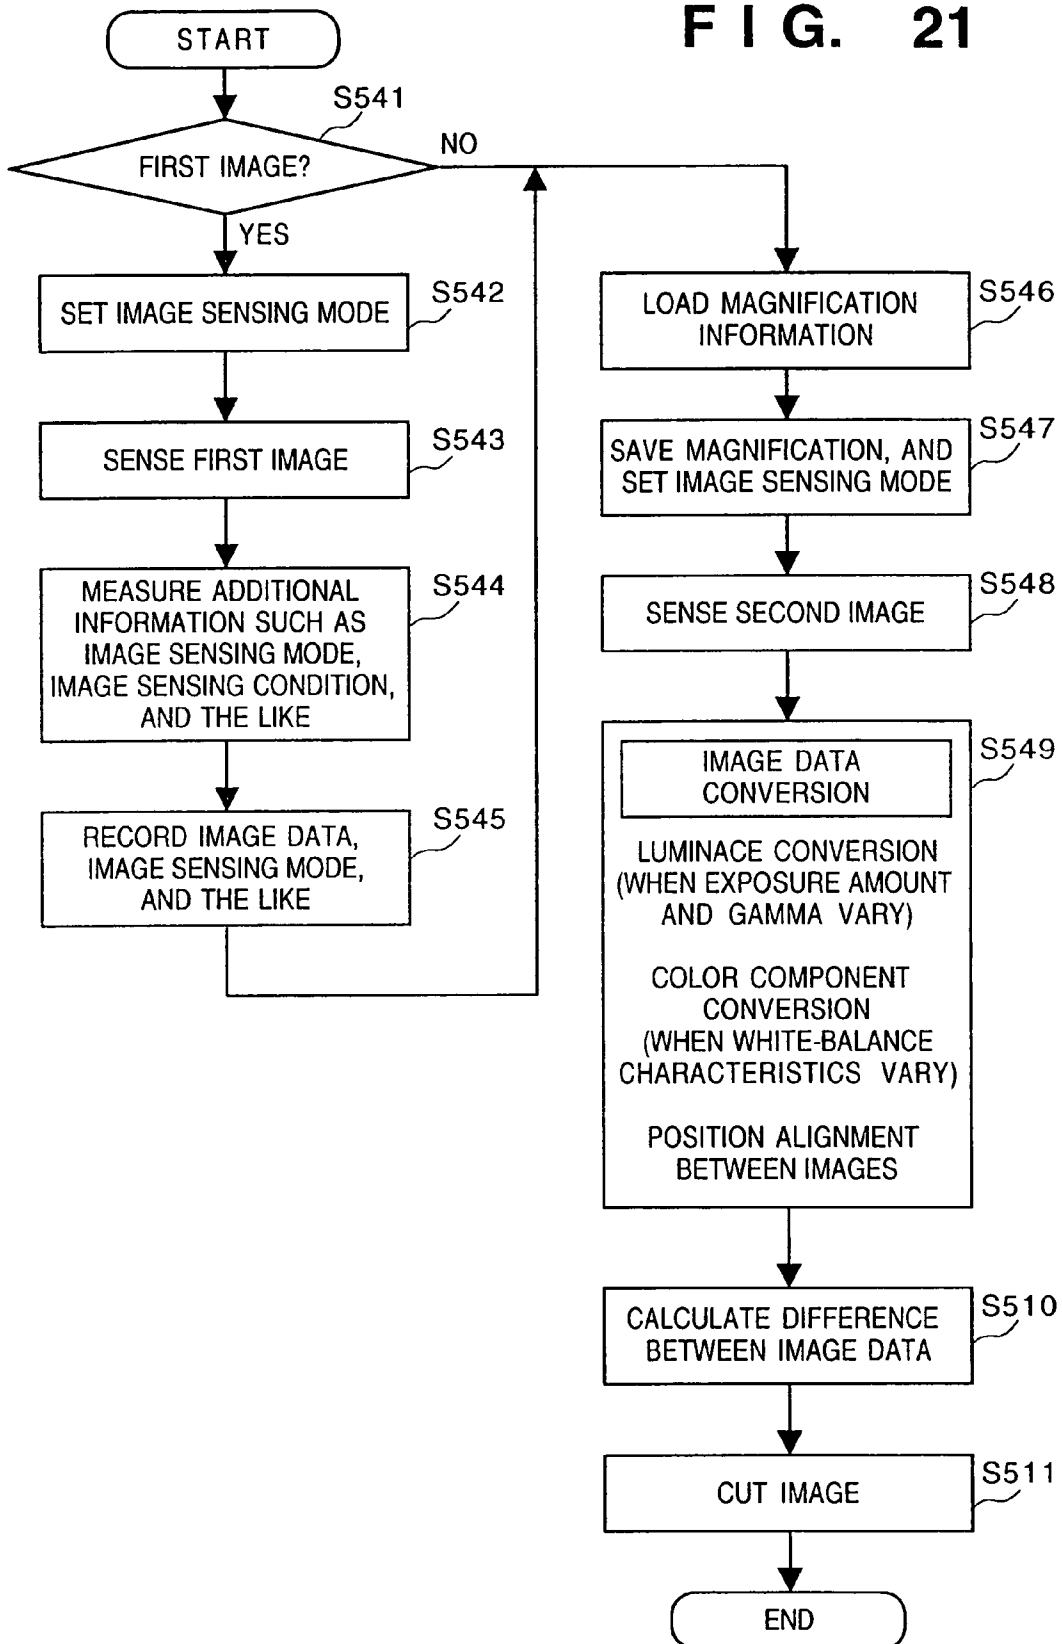 FIG. 21
START
S541
FIRST IMAGE?
NO
YES
S542
SET IMAGE SENSING MODE
S543
SENSE FIRST IMAGE
S544
MEASURE ADDITIONAL
INFORMATION SUCH AS
IMAGE SENSING MODE,
IMAGE SENSING CONDITION,
AND THE LIKE
S545
RECORD IMAGE DATA,
IMAGE SENSING MODE,
AND THE LIKE
S546
LOAD MAGNIFICATION
INFORMATION
S547
SAVE MAGNIFICATION, AND
SET IMAGE SENSING MODE
S548
SENSE SECOND IMAGE
S549
IMAGE DATA
CONVERSION
LUMINACE CONVERSION
(WHEN EXPOSURE AMOUNT
AND GAMMA VARY)
COLOR COMPONENT
CONVERSION
(WHEN WHITE-BALANCE
CHARACTERISTICS VARY)
POSITION ALIGNMENT
BETWEEN IMAGES
S510
CALCULATE DIFFERENCE
BETWEEN IMAGE DATA
S511
CUT IMAGE
END